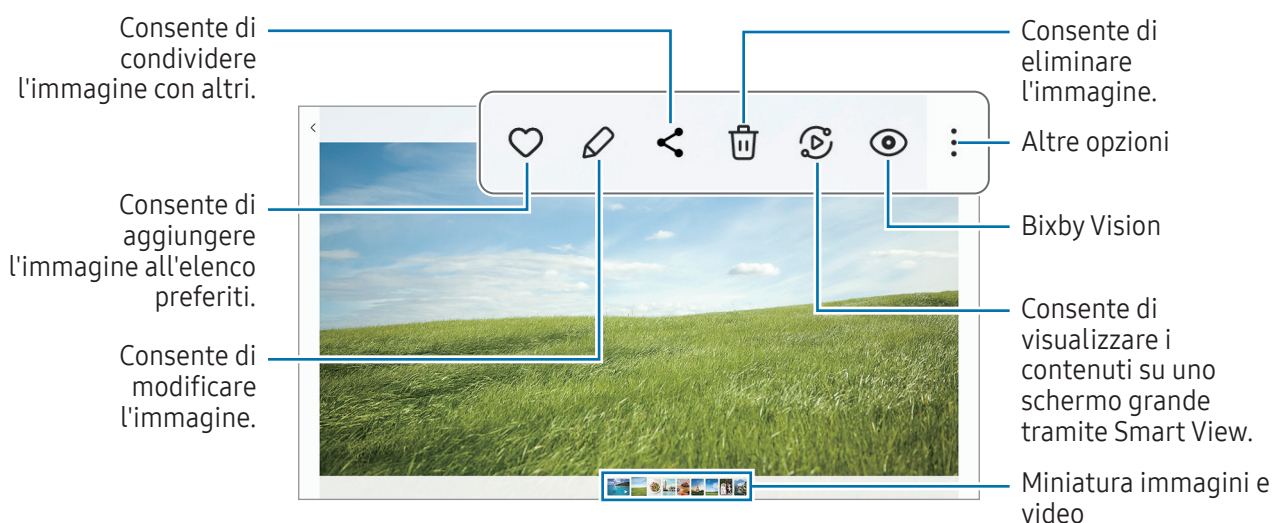 Consente di
condividere
l'immagine con altri.
Consente di
aggiungere
l'immagine all'elenco
preferiti.
Consente di
modificare
l'immagine.
Consente di
eliminare
l'immagine.
Altre opzioni
Bixby Vision
Consente di
visualizzare i
contenuti su uno
schermo grande
tramite Smart View.
Miniatura immagini e
video